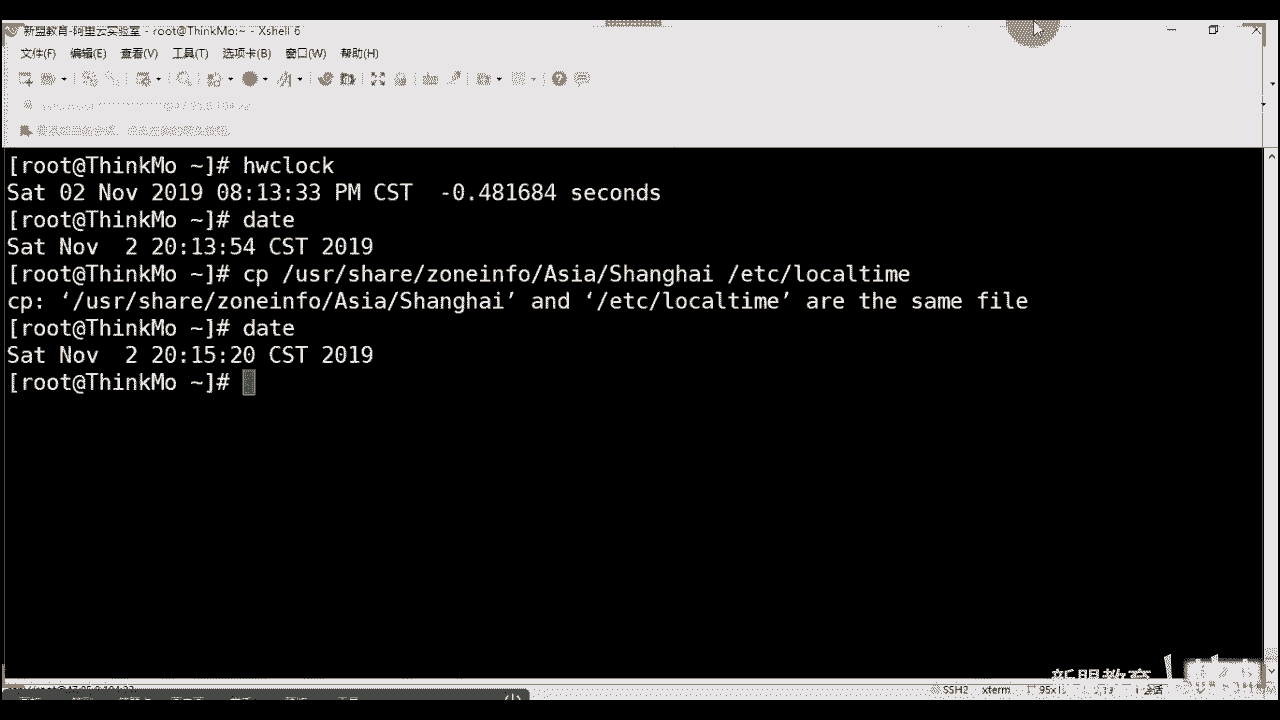 新盟教育-阿里云实验室 - root@ThinkMo:~ - Xshell 6
文件(F) 编辑(E) 查看(V) 工具(T) 选项卡(B) 窗口(W) 帮助(H)
[root@ThinkMo ~]# hwclock
Sat 02 Nov 2019 08:13:33 PM CST  -0.481684 seconds
[root@ThinkMo ~]# date
Sat Nov  2 20:13:54 CST 2019
[root@ThinkMo ~]# cp /usr/share/zoneinfo/Asia/Shanghai /etc/localtime
cp: ‘/usr/share/zoneinfo/Asia/Shanghai’ and ‘/etc/localtime’ are the same file
[root@ThinkMo ~]# date
Sat Nov  2 20:15:20 CST 2019
[root@ThinkMo ~]#
新盟教育
SSH2 xterm